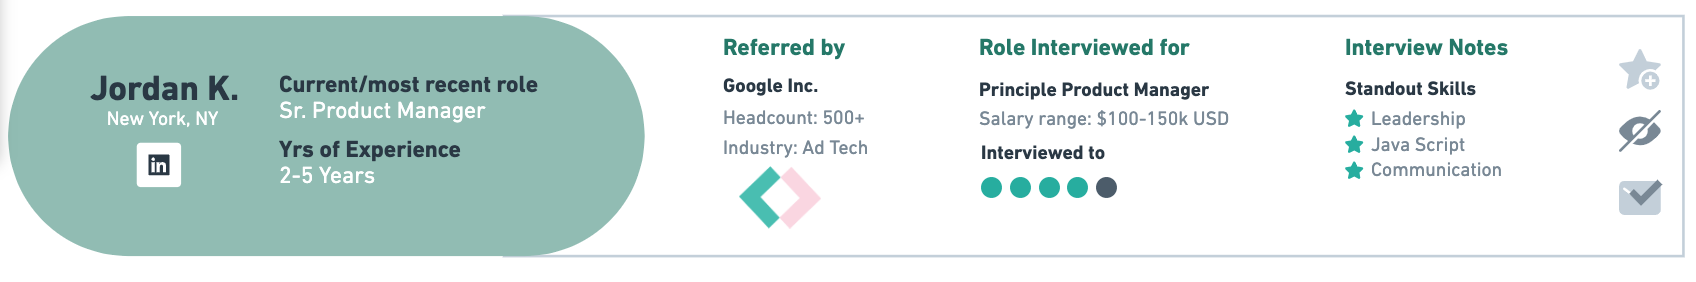 Jordan K.
New York, NY
in
Current/most recent role
Sr. Product Manager
Yrs of Experience
2-5 Years
Referred by
Google Inc.
Headcount: 500+
Industry: Ad Tech
Role Interviewed for
Principle Product Manager
Salary range: $100-150k USD
Interviewed to
Interview Notes
Standout Skills
Leadership
Java Script
Communication